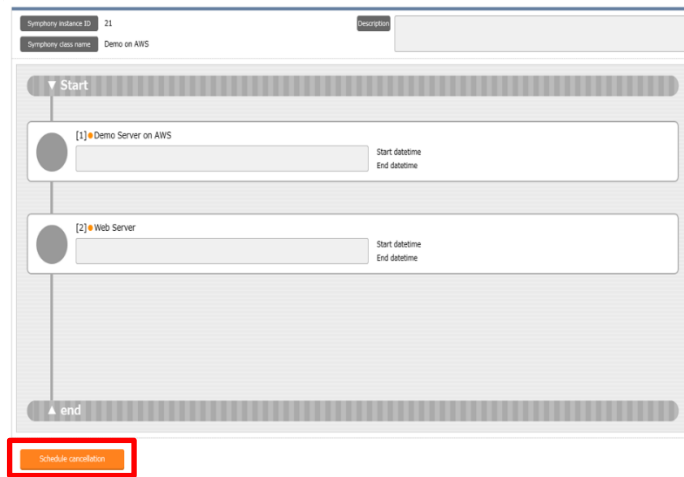 Symphony instance ID 21 Description
Symphony class name Demo on AWS
▼ Start
[1] Demo Server on AWS
Start datetime
End datetime
[2] Web Server
Start datetime
End datetime
▲ end
Schedule cancellation